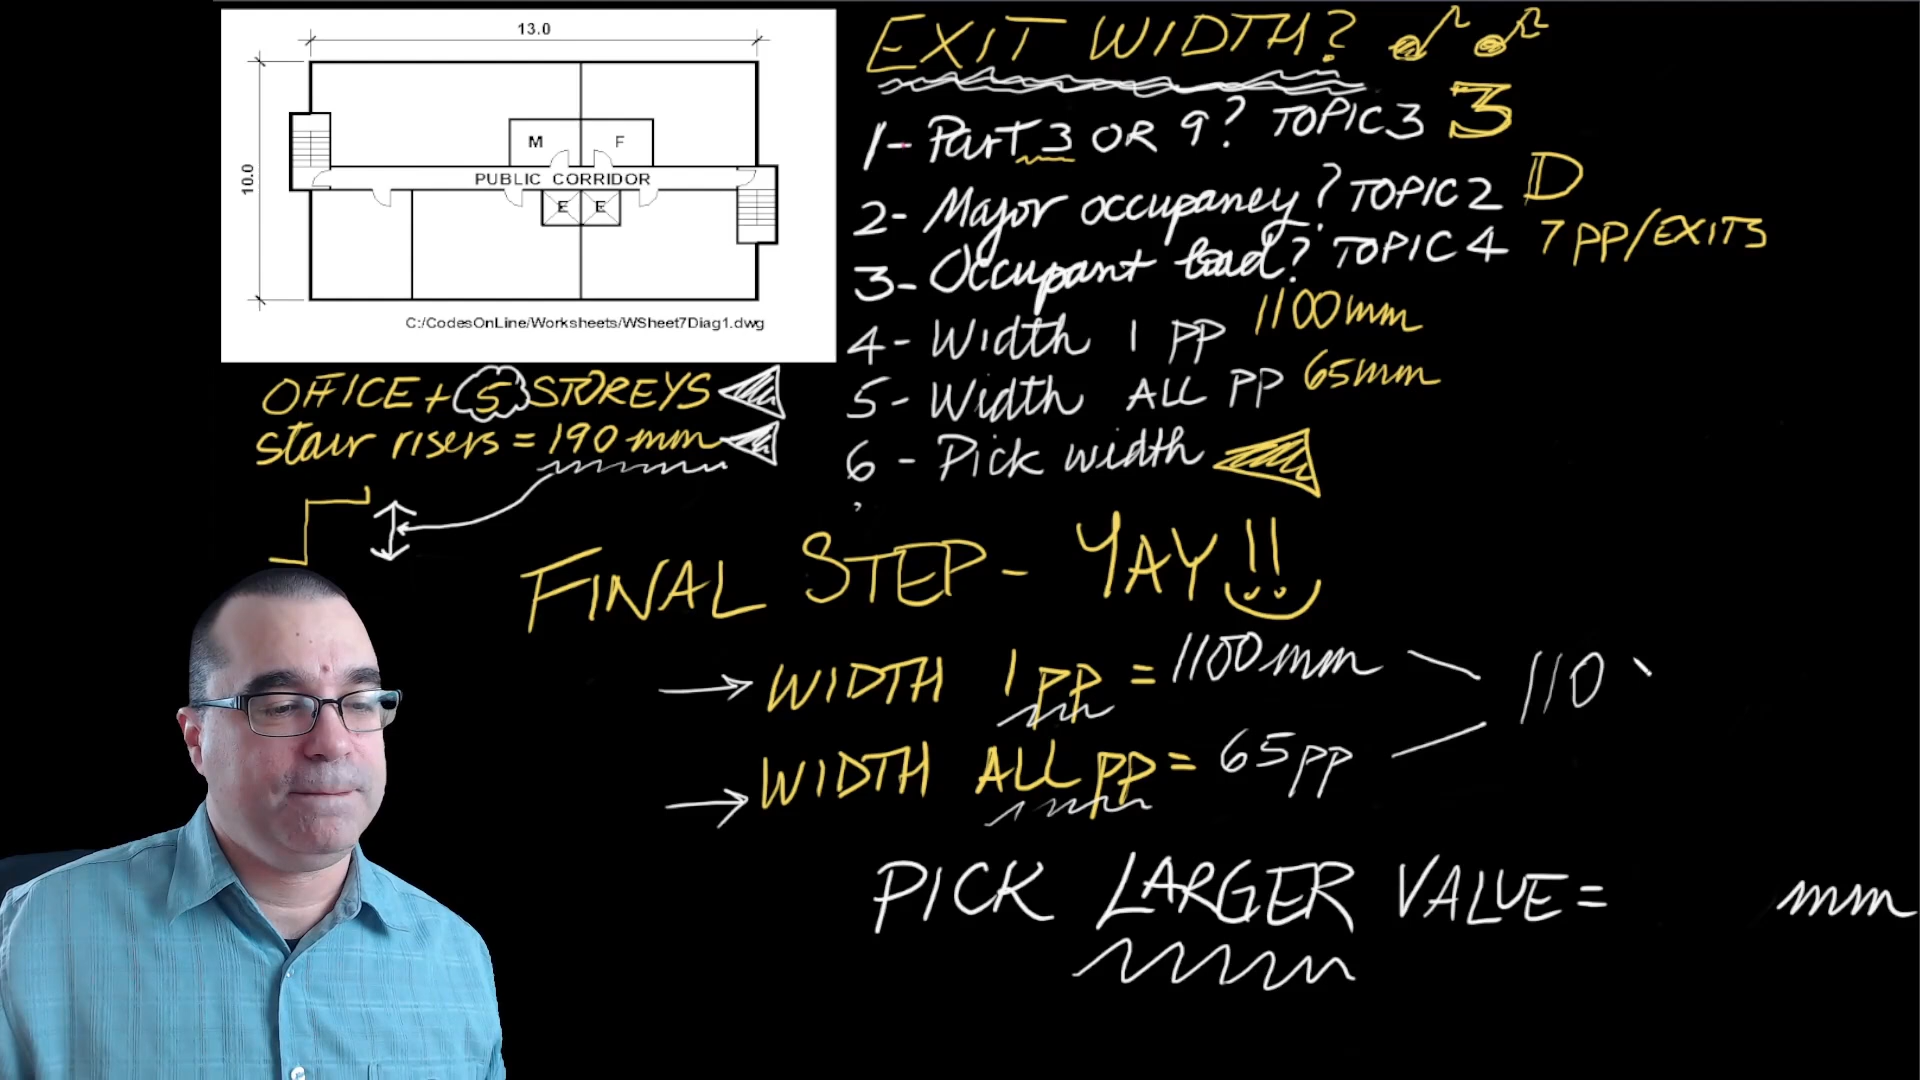 13.0
10.0
M
F
PUBLIC CORRIDOR
E
E
C:/CodesOnLine/Worksheets/WSheet7Diag1.dwg
OFFICE + 5 STOREYS
stair risers = 190 mm
EXIT WIDTH?
1- Part 3 OR 9? TOPIC 3 3
2- Major occupancy? TOPIC 2 D
3- Occupant load? TOPIC 4 7 PP/EXITS
4- Width 1 PP 1100mm
5- Width ALL PP 65mm
6- Pick width
FINAL STEP - YAY!!
→ WIDTH 1 PP = 1100mm
110
→ WIDTH ALL PP = 65pp
PICK LARGER VALUE = mm